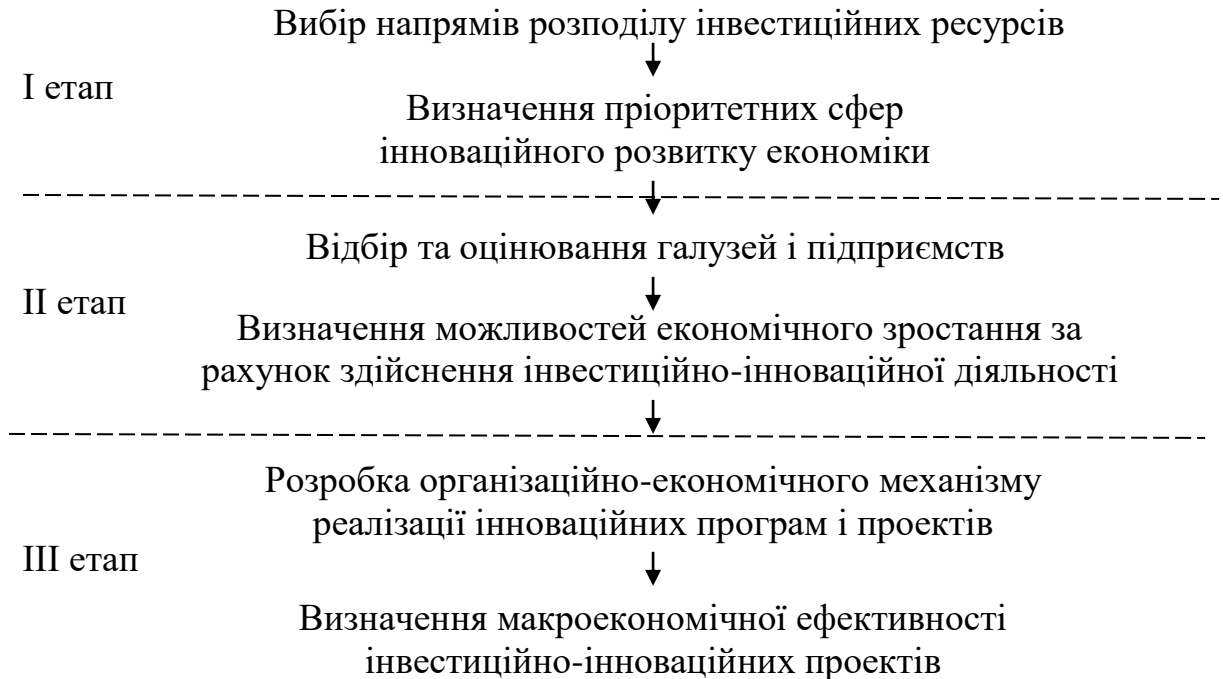 Вибір напрямів розподілу інвестиційних ресурсів
І етап
Визначення пріоритетних сфер
інноваційного розвитку економіки
Відбір та оцінювання галузей і підприємств
ІІ етап
Визначення можливостей економічного зростання за
рахунок здійснення інвестиційно-інноваційної діяльності
Розробка організаційно-економічного механізму
реалізації інноваційних програм і проектів
ІІІ етап
Визначення макроекономічної ефективності
інвестиційно-інноваційних проектів